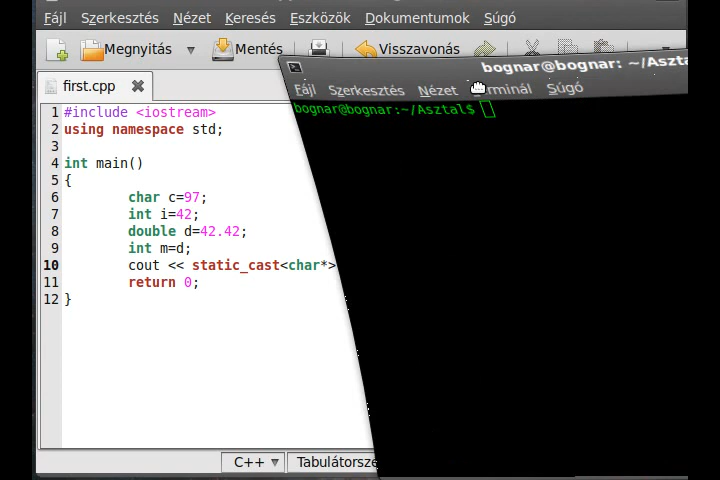 Fájl Szerkesztés Nézet Keresés Eszközök Dokumentumok Súgó
Megnyitás Mentés Visszavonás
first.cpp
bognar@bognar: ~/Aszta
Fájl Szerkesztés Nézet Súgó
bognar@bognar:~/Asztal$
1 #include <iostream>
2 using namespace std;
3
4 int main()
5 {
6 char c=97;
7 int i=42;
8 double d=42.42;
9 int m=d;
10 cout << static_cast<char*>
11 return 0;
12 }
C++ Tabulátorsze